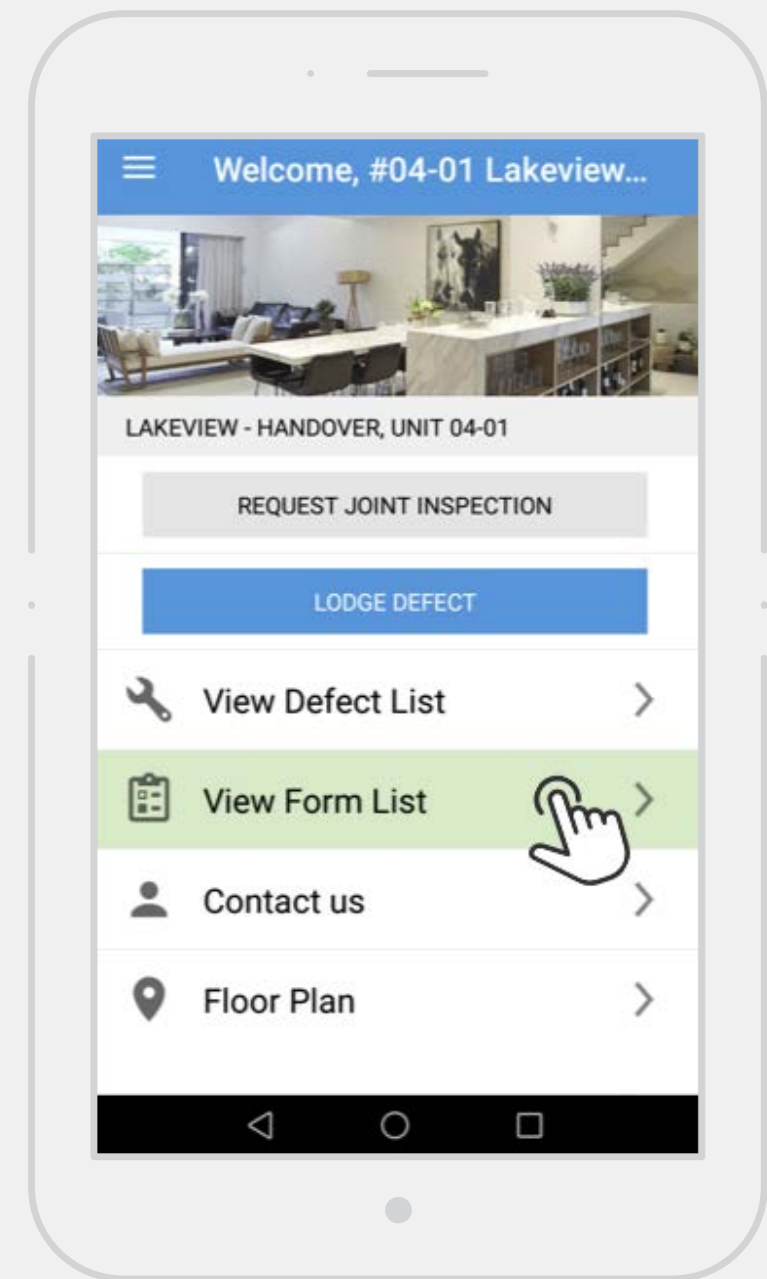 Welcome, #04-01 Lakeview...
LAKEVIEW - HANDOVER, UNIT 04-01
REQUEST JOINT INSPECTION
LODGE DEFECT
View Defect List
View Form List
Contact us
Floor Plan